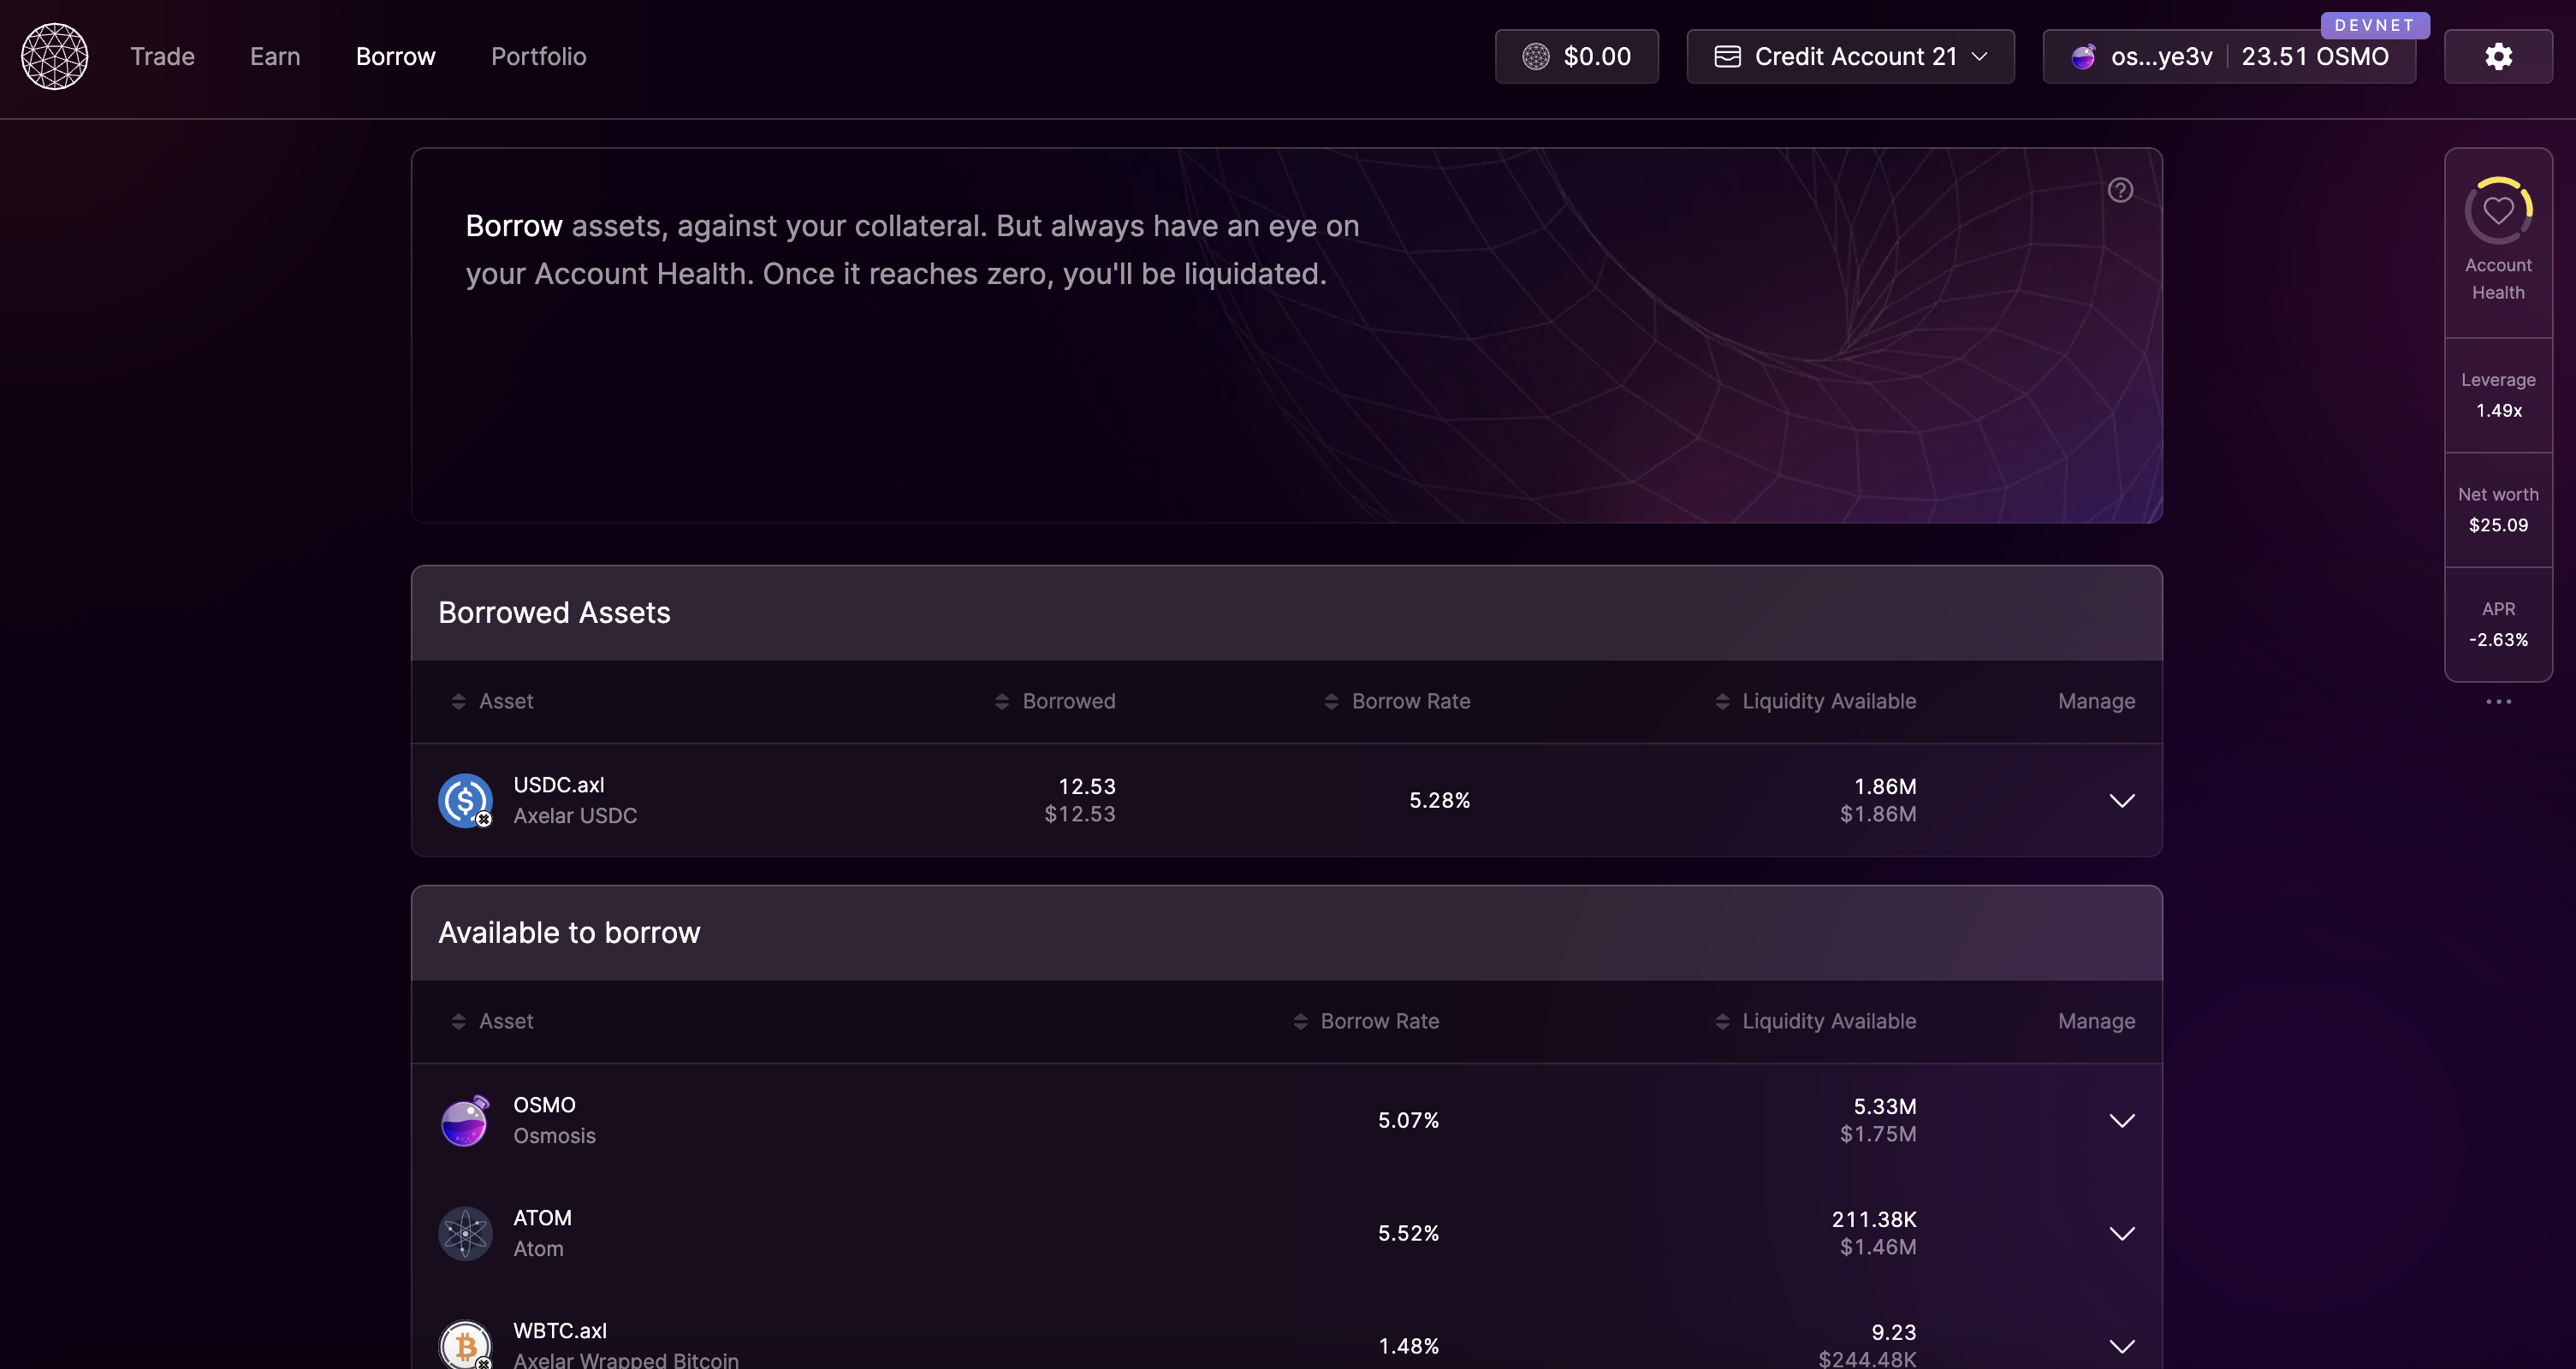 DEVNET
Trade Earn Borrow Portfolio $0.00 Credit Account 21 os...ye3v 23.51 OSMO
Borrow assets, against your collateral. But always have an eye on
your Account Health. Once it reaches zero, you'll be liquidated.
Account
Health
Leverage
1.49x
Net worth
$25.09
APR
-2.63%
Borrowed Assets
Asset Borrowed Borrow Rate Liquidity Available Manage
USDC.axl 12.53 5.28% 1.86M
Axelar USDC $12.53 $1.86M
Available to borrow
Asset Borrow Rate Liquidity Available Manage
OSMO 5.07% 5.33M
Osmosis $1.75M
ATOM 5.52% 211.38K
Atom $1.46M
WBTC.axl 1.48% 9.23
Axelar Wrapped Bitcoin $244.48K